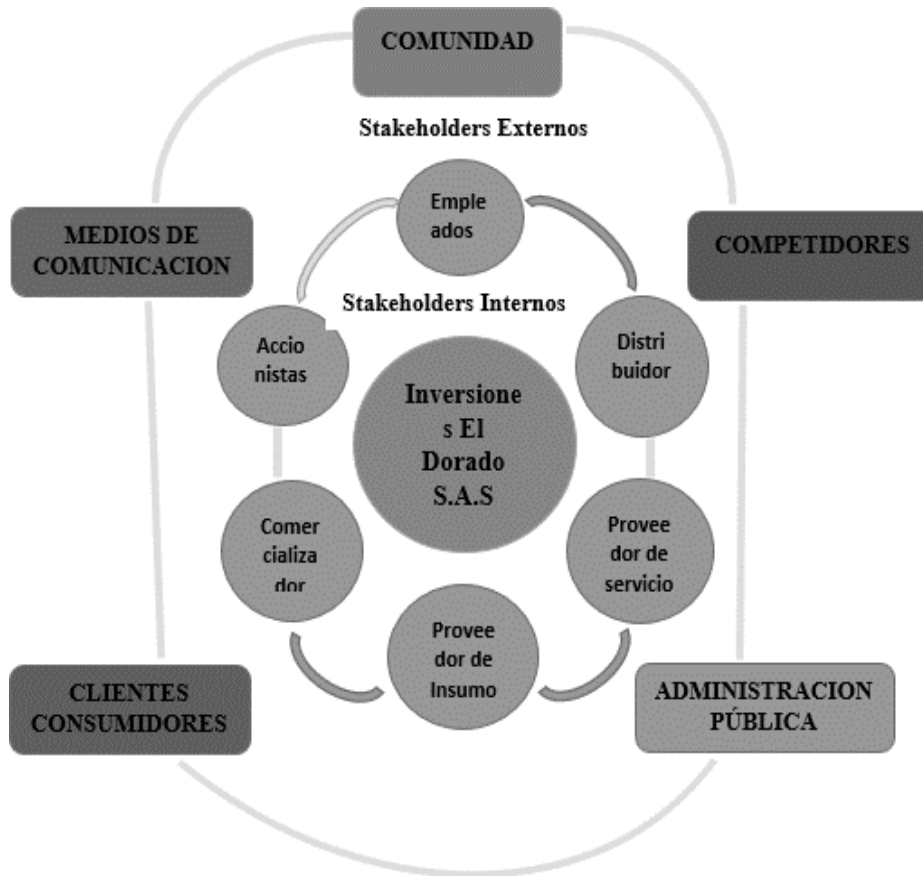 COMUNIDAD
Stakeholders Externos
Emple
ados
MEDIOS DE
COMUNICACION
COMPETIDORES
Stakeholders Internos
Accio
nistas
Distri
buidor
Inversione
s El
Dorado
S.A.S
Comer
cializa
dor
Provee
dor de
servicio
Provee
dor de
Insumo
CLIENTES
CONSUMIDORES
ADMINISTRACION
PÚBLICA